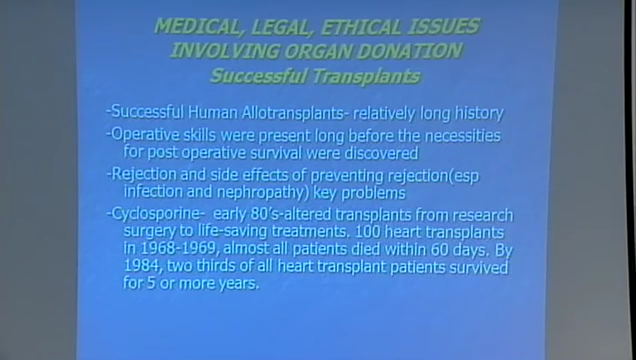 MEDICAL, LEGAL, ETHICAL ISSUES
INVOLVING ORGAN DONATION
Successful Transplants
-Successful Human Allotransplants- relatively long history
-Operative skills were present long before the necessities
for post operative survival were discovered
-Rejection and side effects of preventing rejection(esp
infection and nephropathy) key problems
-Cyclosporine- early 80's-altered transplants from research
surgery to life-saving treatments. 100 heart transplants
in 1968-1969, almost all patients died within 60 days. By
1984, two thirds of all heart transplant patients survived
for 5 or more years.